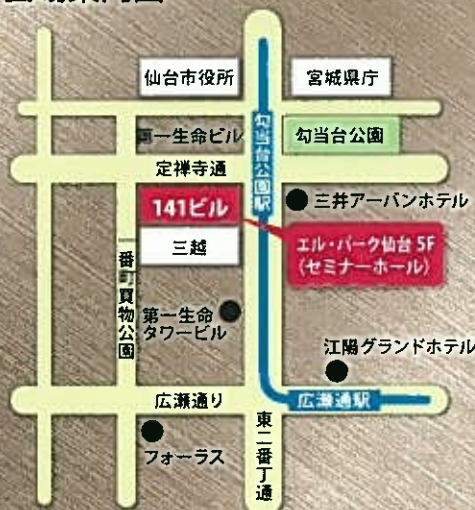 仙台市役所
宮城県庁
第一生命ビル
勾当台公園
勾当台公園駅
定禅寺通
141ビル
三井アーバンホテル
三越
エル・パーク仙台 5F
(セミナーホール)
一番町買物公園
第一生命
タワービル
江陽グランドホテル
広瀬通り
広瀬通駅
東二番丁通
フォーラス